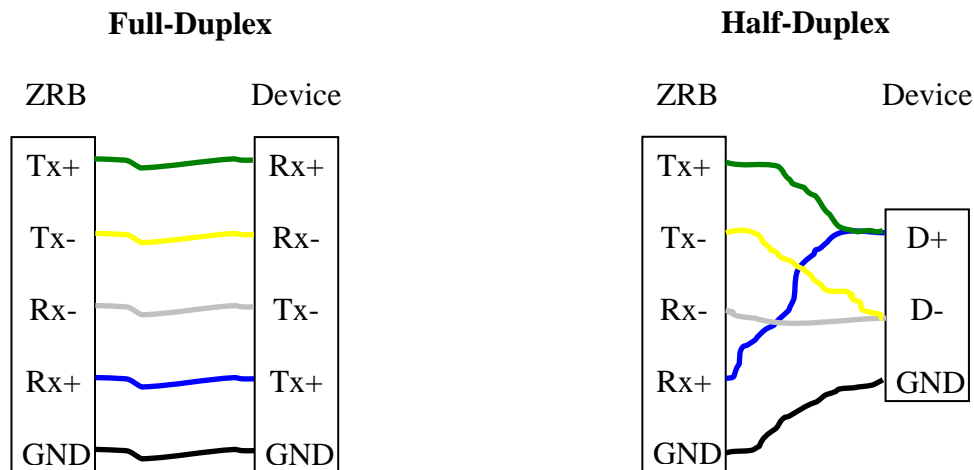 Full-Duplex
ZRB Device
Tx+ Rx+
Tx- Rx-
Rx- Tx-
Rx+ Tx+
GND GND
Half-Duplex
ZRB Device
Tx+
Tx- D+
Rx- D-
Rx+ GND
GND